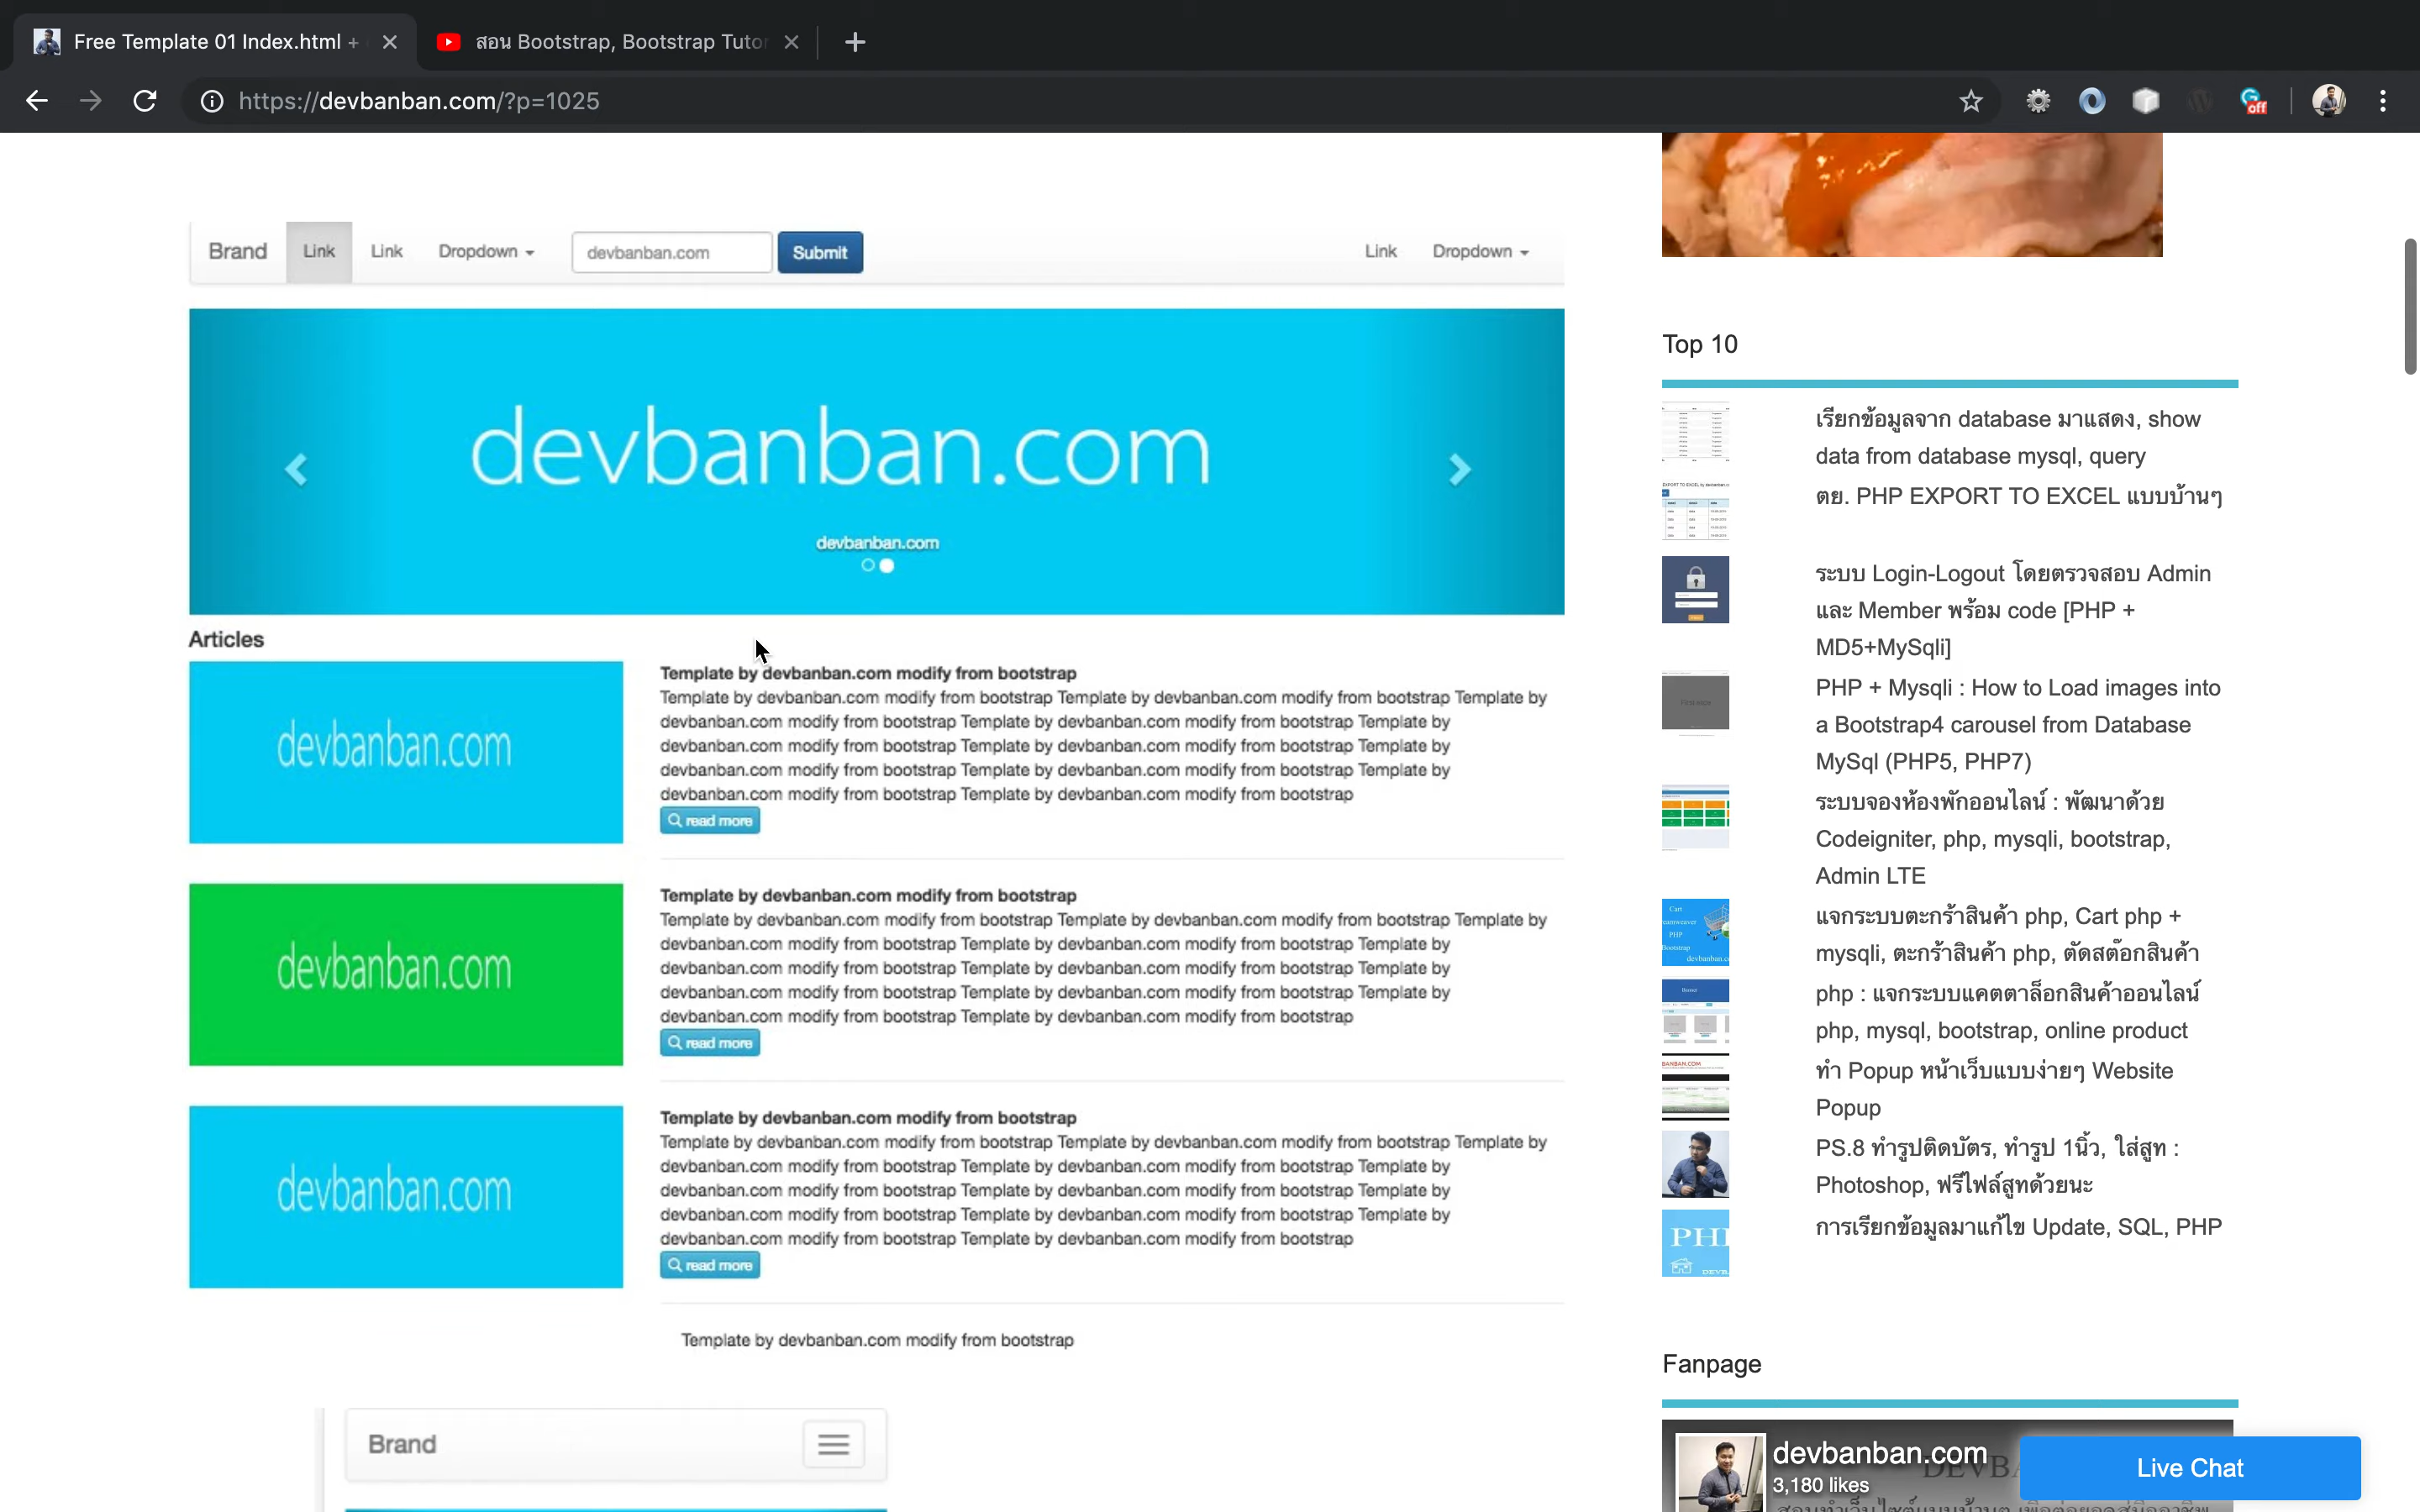 Free Template 01 Index.html +
สอน Bootstrap, Bootstrap Tutor
https://devbanban.com/?p=1025
off
Brand
Link
Link
Dropdown
devbanban.com
Submit
Link
Dropdown
devbanban.com
devbanban.com
Articles
devbanban.com
Template by devbanban.com modify from bootstrap
Template by devbanban.com modify from bootstrap Template by devbanban.com modify from bootstrap Template by
devbanban.com modify from bootstrap Template by devbanban.com modify from bootstrap Template by
devbanban.com modify from bootstrap Template by devbanban.com modify from bootstrap Template by
devbanban.com modify from bootstrap Template by devbanban.com modify from bootstrap Template by
devbanban.com modify from bootstrap Template by devbanban.com modify from bootstrap
read more
devbanban.com
Template by devbanban.com modify from bootstrap
Template by devbanban.com modify from bootstrap Template by devbanban.com modify from bootstrap Template by
devbanban.com modify from bootstrap Template by devbanban.com modify from bootstrap Template by
devbanban.com modify from bootstrap Template by devbanban.com modify from bootstrap Template by
devbanban.com modify from bootstrap Template by devbanban.com modify from bootstrap Template by
devbanban.com modify from bootstrap Template by devbanban.com modify from bootstrap
read more
devbanban.com
Template by devbanban.com modify from bootstrap
Template by devbanban.com modify from bootstrap Template by devbanban.com modify from bootstrap Template by
devbanban.com modify from bootstrap Template by devbanban.com modify from bootstrap Template by
devbanban.com modify from bootstrap Template by devbanban.com modify from bootstrap Template by
devbanban.com modify from bootstrap Template by devbanban.com modify from bootstrap Template by
devbanban.com modify from bootstrap Template by devbanban.com modify from bootstrap
read more
Template by devbanban.com modify from bootstrap
Brand
Top 10
เรียกข้อมูลจาก database มาแสดง, show
data from database mysql, query
ตย. PHP EXPORT TO EXCEL แบบบ้านๆ
ระบบ Login-Logout โดยตรวจสอบ Admin
และ Member พร้อม code [PHP +
MD5+MySqli]
PHP + Mysqli : How to Load images into
a Bootstrap4 carousel from Database
MySql (PHP5, PHP7)
ระบบจองห้องพักออนไลน์ : พัฒนาด้วย
Codeigniter, php, mysqli, bootstrap,
Admin LTE
แจกระบบตะกร้าสินค้า php, Cart php +
mysqli, ตะกร้าสินค้า php, ตัดสต๊อกสินค้า
php : แจกระบบแคตตาล็อกสินค้าออนไลน์
php, mysql, bootstrap, online product
ทำ Popup หน้าเว็บแบบง่ายๆ Website
Popup
PS.8 ทำรูปติดบัตร, ทำรูป 1นิ้ว, ใส่สูท :
Photoshop, ฟรีไฟล์สูทด้วยนะ
การเรียกข้อมูลมาแก้ไข Update, SQL, PHP
Fanpage
devbanban.com
3,180 likes
Live Chat